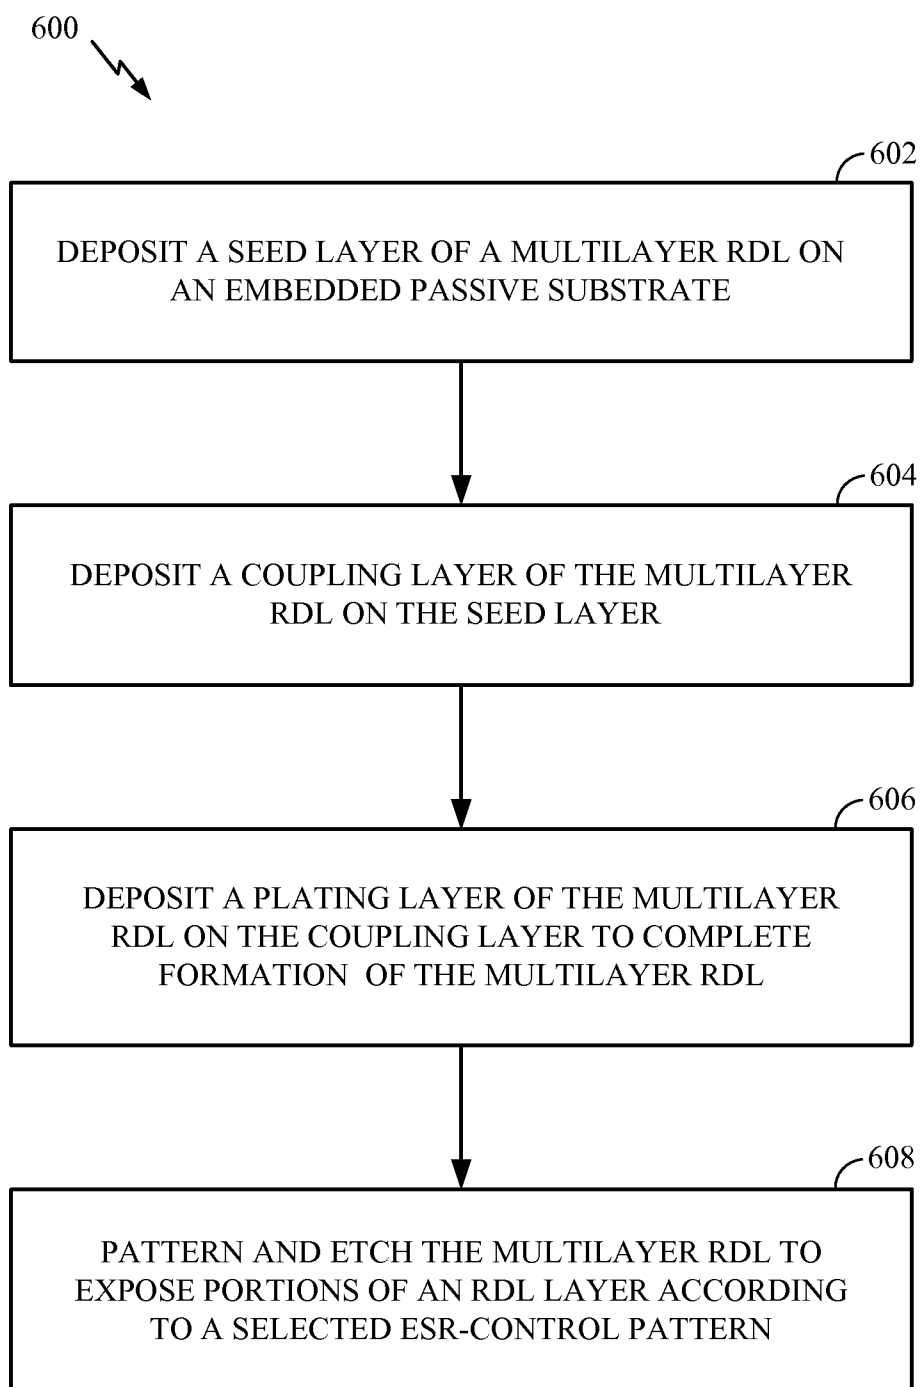 600
602
DEPOSIT A SEED LAYER OF A MULTILAYER RDL ON
AN EMBEDDED PASSIVE SUBSTRATE
604
DEPOSIT A COUPLING LAYER OF THE MULTILAYER
RDL ON THE SEED LAYER
606
DEPOSIT A PLATING LAYER OF THE MULTILAYER
RDL ON THE COUPLING LAYER TO COMPLETE
FORMATION OF THE MULTILAYER RDL
608
PATTERN AND ETCH THE MULTILAYER RDL TO
EXPOSE PORTIONS OF AN RDL LAYER ACCORDING
TO A SELECTED ESR-CONTROL PATTERN